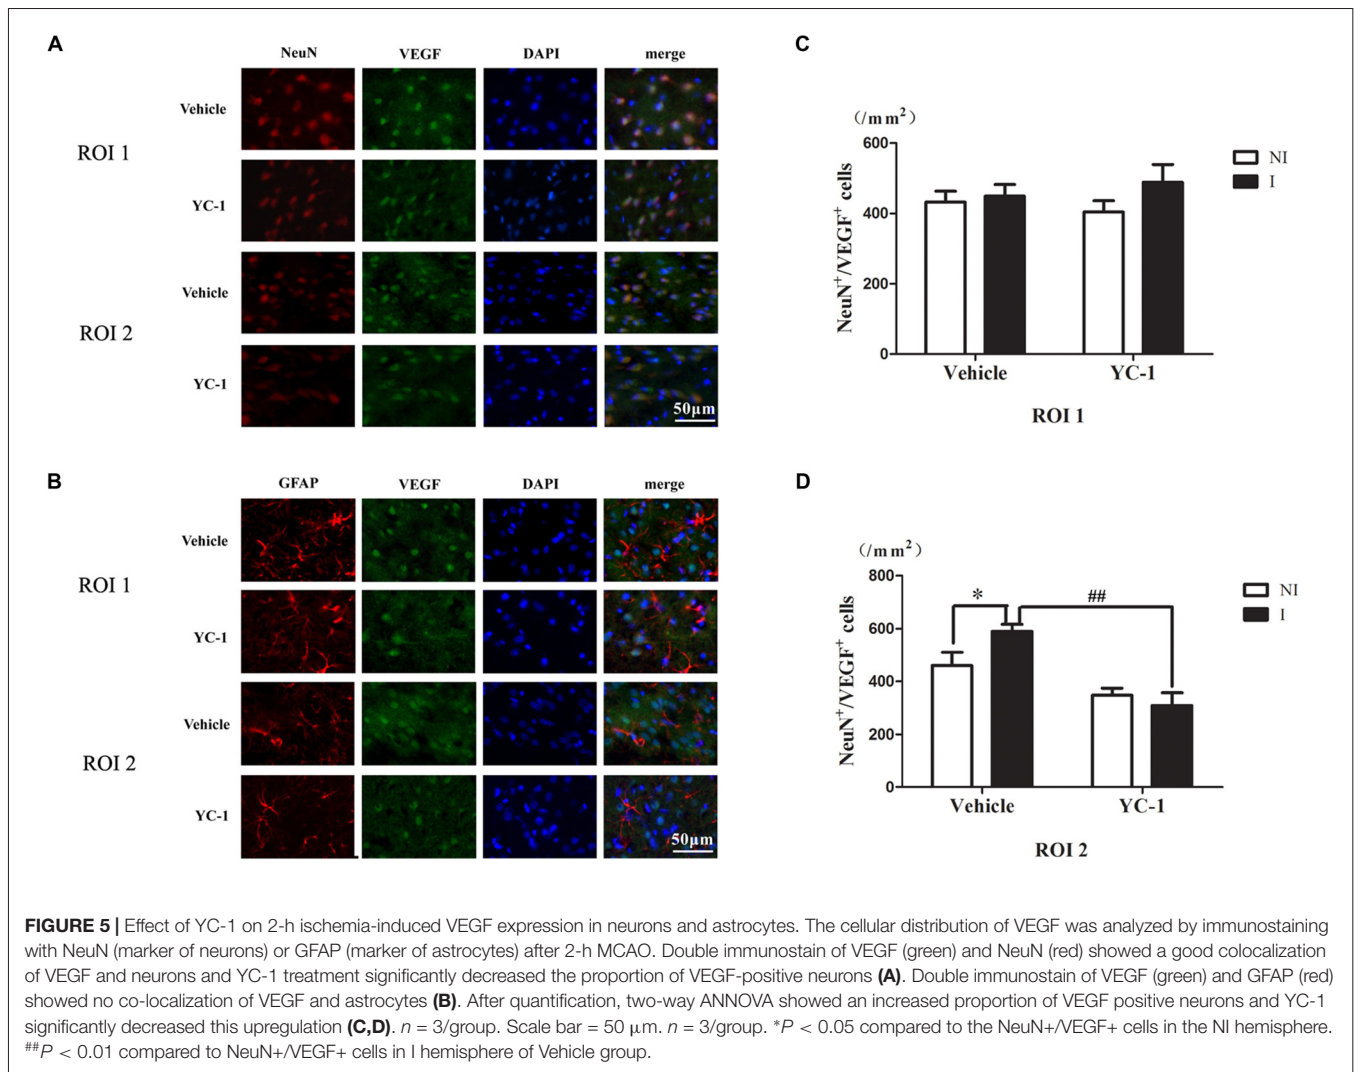 A
NeuN VEGF DAPI merge
Vehicle
ROI 1
YC-1
Vehicle
ROI 2
YC-1
50µm
B
GFAP VEGF DAPI merge
Vehicle
ROI 1
YC-1
Vehicle
ROI 2
YC-1
50µm
C
(/mm²)
NeuN⁺/VEGF⁺ cells
600
400
200
0
NI
I
Vehicle YC-1
ROI 1
D
(/mm²)
NeuN⁺/VEGF⁺ cells
800
600
400
200
0
*
##
NI
I
Vehicle YC-1
ROI 2
FIGURE 5 | Effect of YC-1 on 2-h ischemia-induced VEGF expression in neurons and astrocytes. The cellular distribution of VEGF was analyzed by immunostaining
with NeuN (marker of neurons) or GFAP (marker of astrocytes) after 2-h MCAO. Double immunostain of VEGF (green) and NeuN (red) showed a good colocalization
of VEGF and neurons and YC-1 treatment significantly decreased the proportion of VEGF-positive neurons (A). Double immunostain of VEGF (green) and GFAP (red)
showed no co-localization of VEGF and astrocytes (B). After quantification, two-way ANNOVA showed an increased proportion of VEGF positive neurons and YC-1
significantly decreased this upregulation (C,D). n = 3/group. Scale bar = 50 µm. n = 3/group. *P < 0.05 compared to the NeuN+/VEGF+ cells in the NI hemisphere.
##P < 0.01 compared to NeuN+/VEGF+ cells in I hemisphere of Vehicle group.